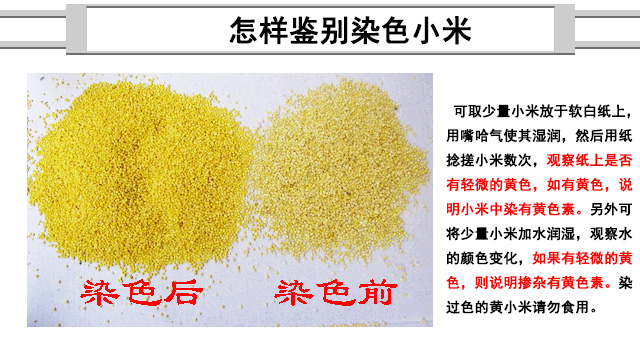 怎样鉴别染色小米
可取少量小米放于软白纸上，
用嘴哈气使其湿润，然后用纸
捻搓小米数次，观察纸上是否
有轻微的黄色，如有黄色，说
明小米中染有黄色素。另外可
将少量小米加水润湿，观察水
的颜色变化，如果有轻微的黄
色，则说明掺杂有黄色素。染
过色的黄小米请勿食用。
染色后
染色前